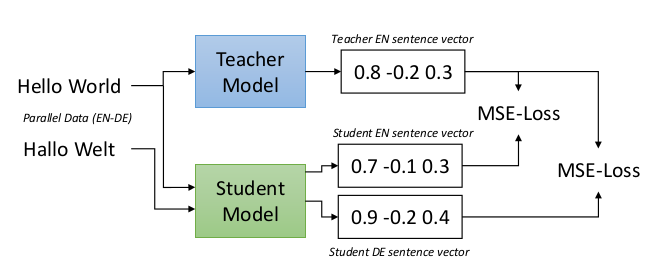 Teacher EN sentence vector
Teacher
Model
0.8 -0.2 0.3
Hello World
Parallel Data (EN-DE)
Hallo Welt
MSE-Loss
Student EN sentence vector
0.7 -0.1 0.3
MSE-Loss
Student
Model
0.9 -0.2 0.4
Student DE sentence vector